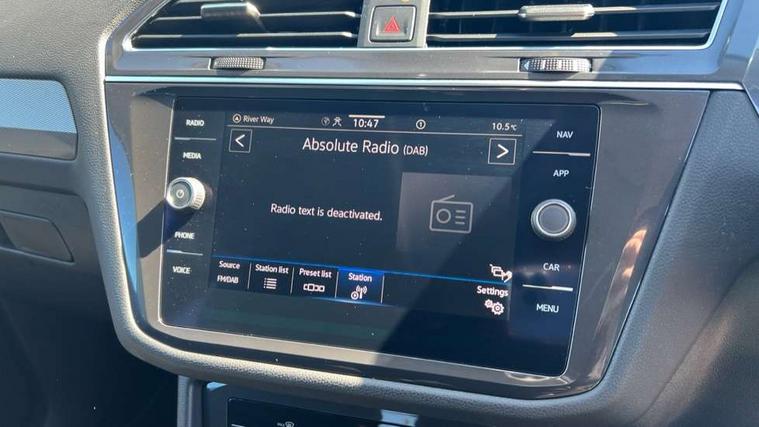 RADIO
River Way
10:47
10.5°C
NAV
Absolute Radio (DAB)
MEDIA
APP
Radio text is deactivated.
PHONE
VOICE
Source
FM/DAB
Station list
Preset list
Station
Settings
CAR
MENU